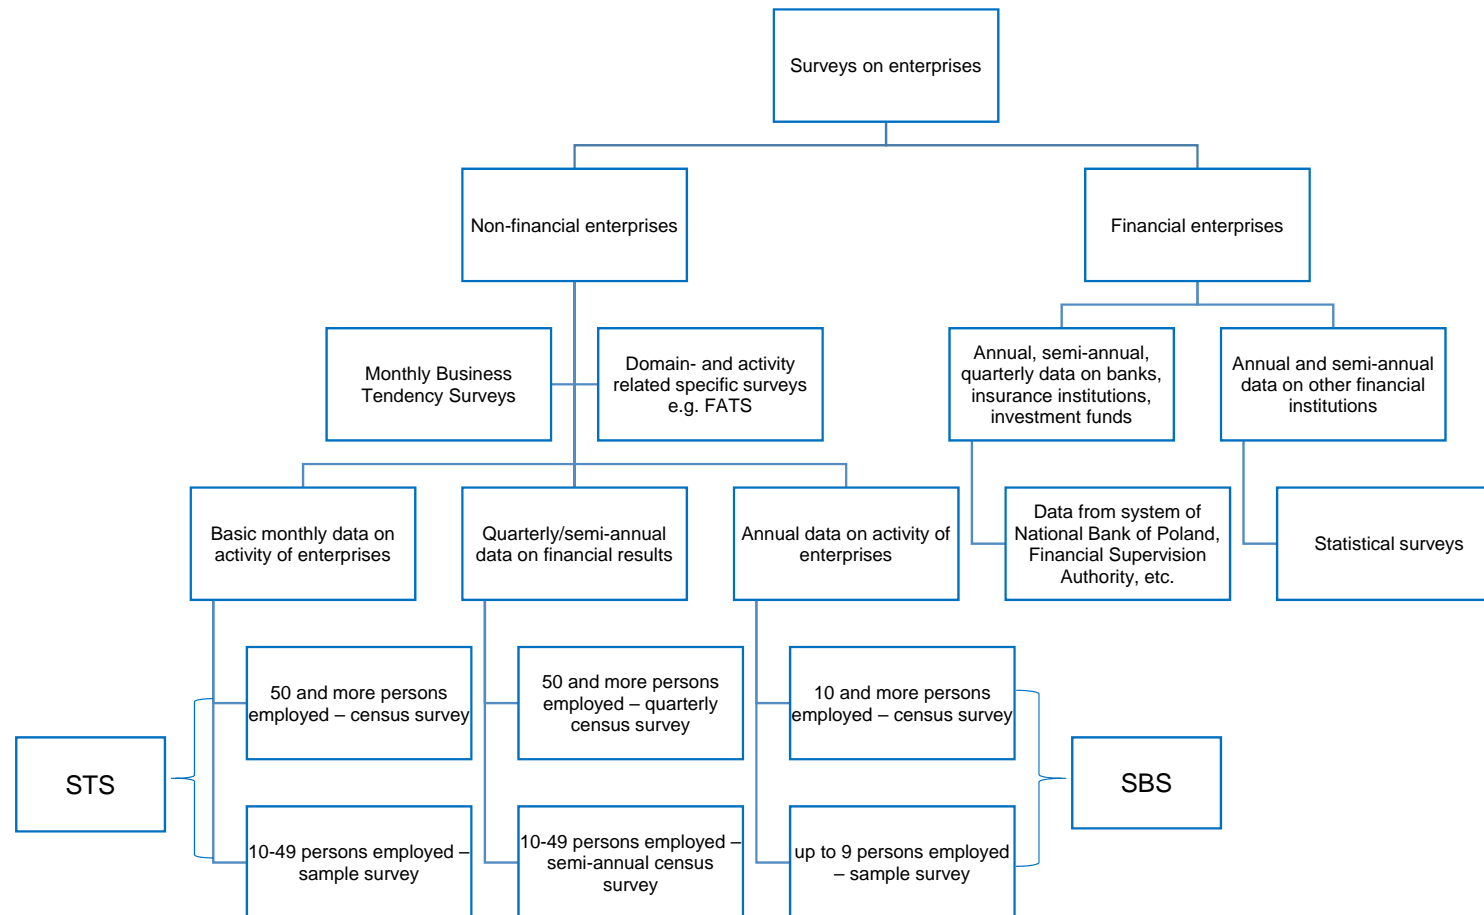 Surveys on enterprises
Non-financial enterprises
Financial enterprises
Monthly Business
Tendency Surveys
Domain- and activity
related specific surveys
e.g. FATS
Annual, semi-annual,
quarterly data on banks,
insurance institutions,
investment funds
Annual and semi-annual
data on other financial
institutions
Basic monthly data on
activity of enterprises
Quarterly/semi-annual
data on financial results
Annual data on activity of
enterprises
Data from system of
National Bank of Poland,
Financial Supervision
Authority, etc.
Statistical surveys
50 and more persons
employed – census survey
50 and more persons
employed – quarterly
census survey
10 and more persons
employed – census survey
STS
SBS
10-49 persons employed –
sample survey
10-49 persons employed –
semi-annual census
survey
up to 9 persons employed
– sample survey